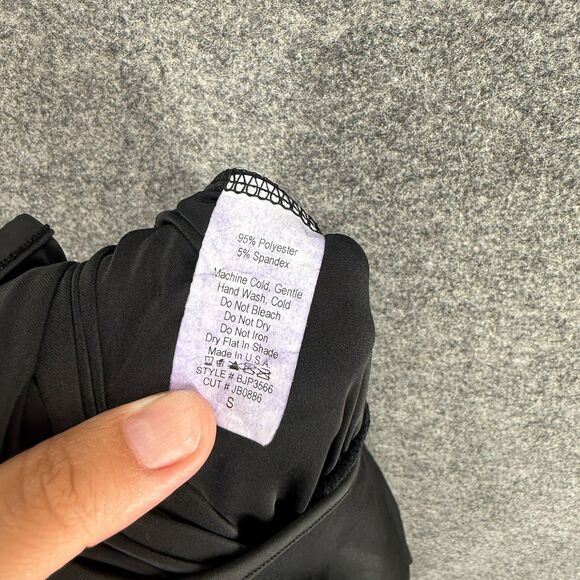 95% Polyester
5% Spandex
Machine Cold, Gentle
Hand Wash, Cold
Do Not Bleach
Do Not Dry
Do Not Iron
Dry Flat In Shade
Made in U.S.A.
STYLE # BJP3566
CUT # JB0886
S